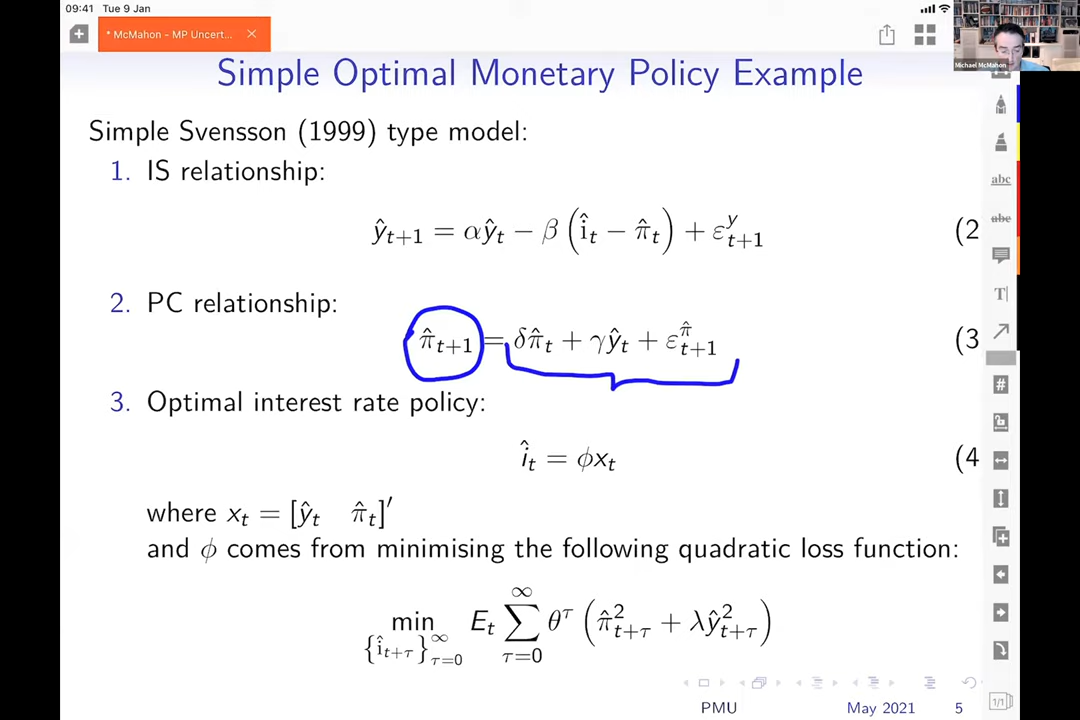 09:41 Tue 9 Jan
* McMahon - MP Uncert...
Michael McMahon
Simple Optimal Monetary Policy Example
Simple Svensson (1999) type model:
1. IS relationship:
ŷ_{t+1} = αŷ_t − β (î_t − π̂_t) + ε^y_{t+1} (2
2. PC relationship:
π̂_{t+1} = δπ̂_t + γŷ_t + ε^π̂_{t+1} (3
3. Optimal interest rate policy:
î_t = ϕx_t (4
where x_t = [ŷ_t π̂_t]′
and ϕ comes from minimising the following quadratic loss function:
min_{{î_{t+τ}}^∞_{τ=0}} E_t ∑^∞_{τ=0} θ^τ (π̂²_{t+τ} + λŷ²_{t+τ})
PMU May 2021 5
abc
abc
T
#
1/1